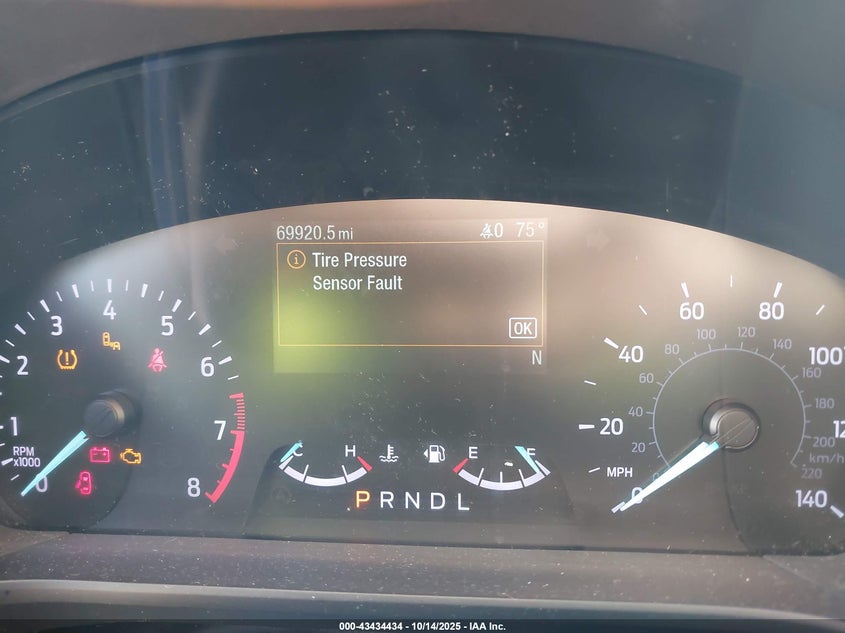 69920.5 mi 0 75°
Tire Pressure
Sensor Fault
OK
N
0 1 2 3 4 5 6 7 8
RPM
x1000
C H
E F
P R N D L
0 20 40 60 80 100 140
MPH
20 40 60 80 100 120 140 160 180 200 220
km/h
000-43434434 - 10/14/2025 - IAA Inc.